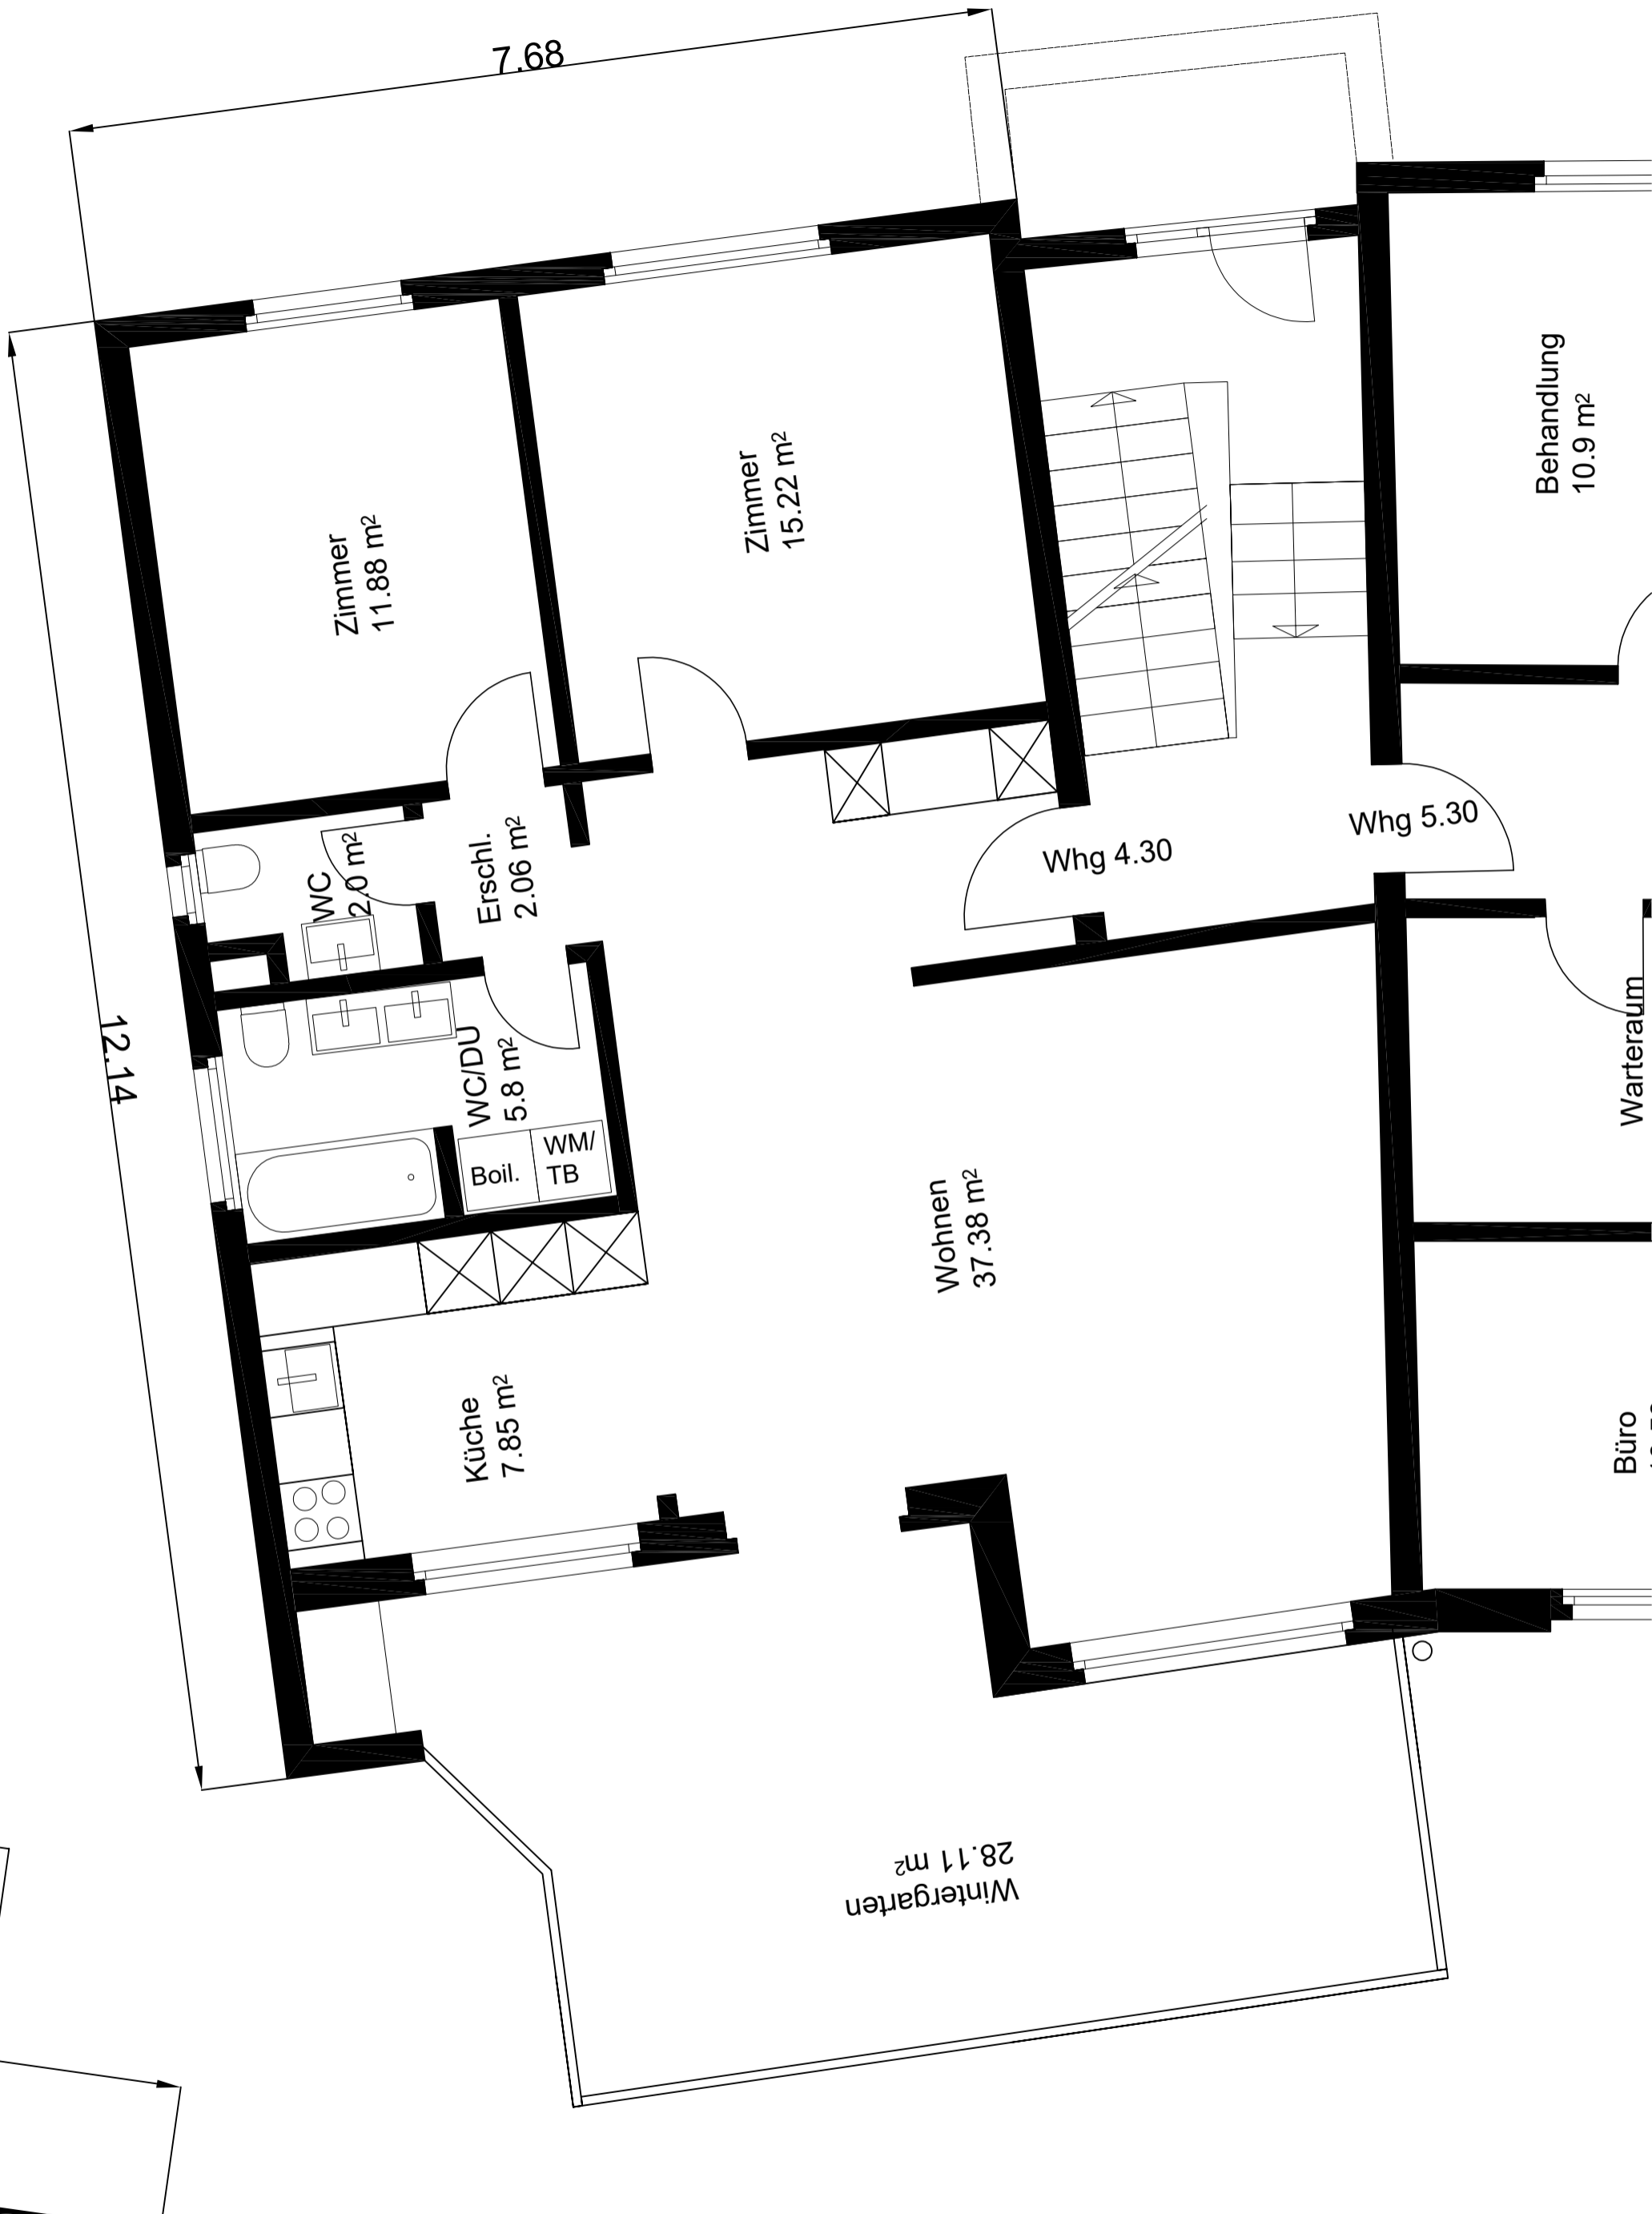 7.68
12.14
Zimmer
11.88 m²
Zimmer
15.22 m²
Behandlung
10.9 m²
WC
2.0 m²
Erschl.
2.06 m²
Whg 4.30
Whg 5.30
WC/DU
5.8 m²
Boil.
WM/
TB
Warteraum
Wohnen
37.38 m²
Küche
7.85 m²
Büro
Wintergarten
28.11 m²